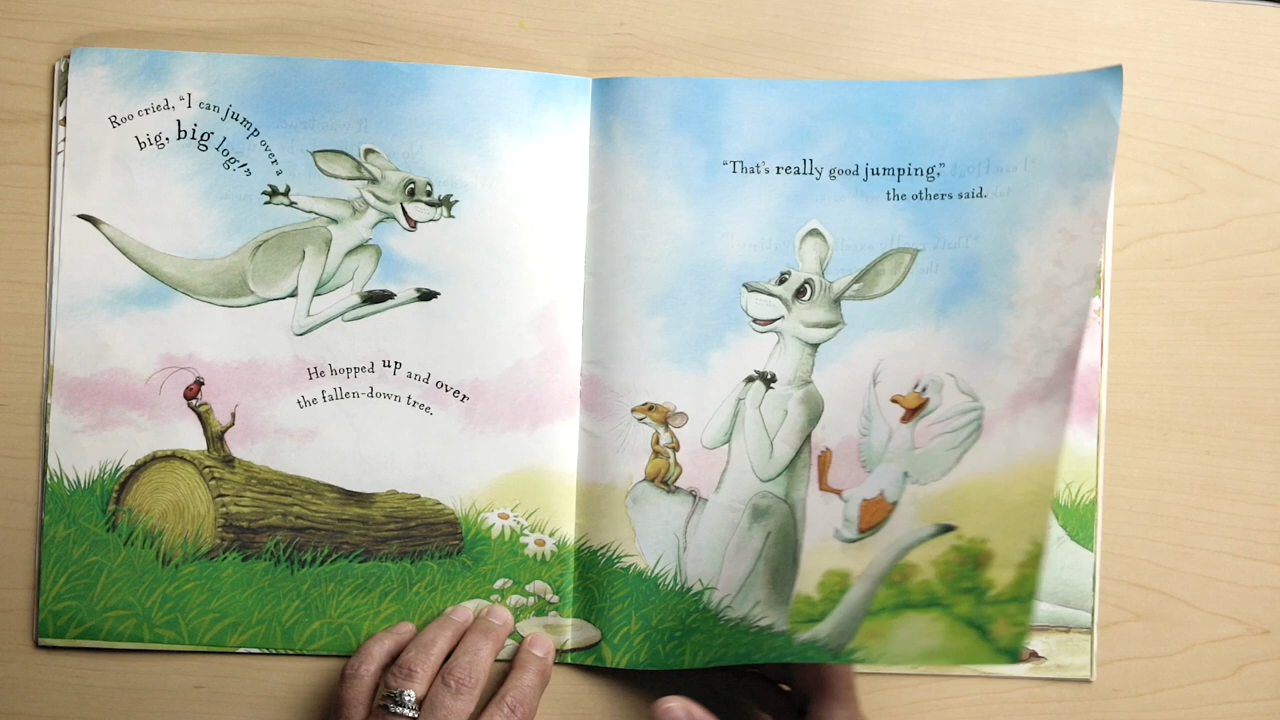 Roo cried, “I can jump over a
big, big log!”
He hopped up and over
the fallen-down tree.
“That’s really good jumping,”
the others said.